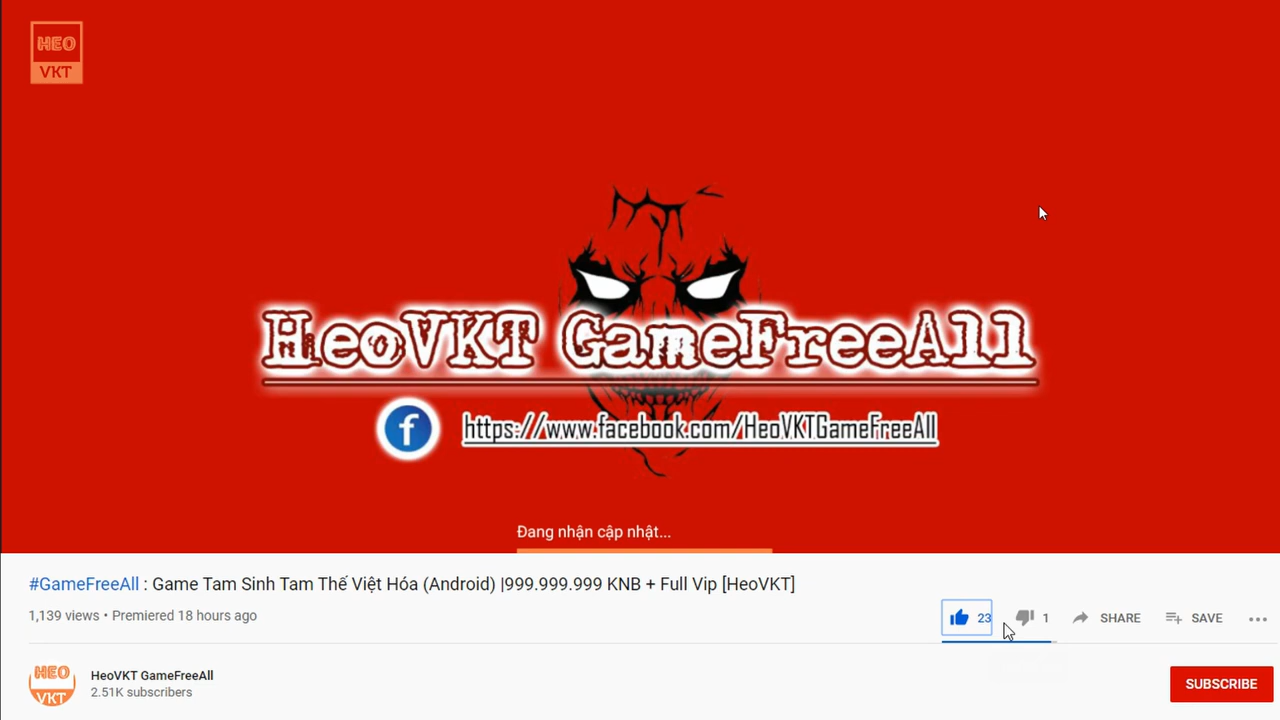 HEO
VKT
HeoVKT GameFreeAll
https://www.facebook.com/HeoVKTGameFreeAll
Đang nhận cập nhật...
#GameFreeAll : Game Tam Sinh Tam Thế Việt Hóa (Android) |999.999.999 KNB + Full Vip [HeoVKT]
1,139 views • Premiered 18 hours ago
23 1 SHARE SAVE
HEO
VKT
HeoVKT GameFreeAll
2.51K subscribers
SUBSCRIBE